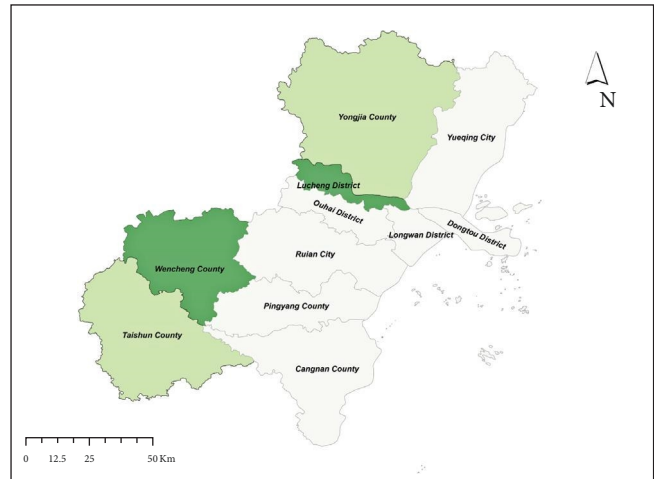 N
Yongjia County
Yueqing City
Lucheng District
Ouhai District
Dongtou District
Longwan District
Ruian City
Wencheng County
Pingyang County
Taishun County
Cangnan County
0 12.5 25 50 Km